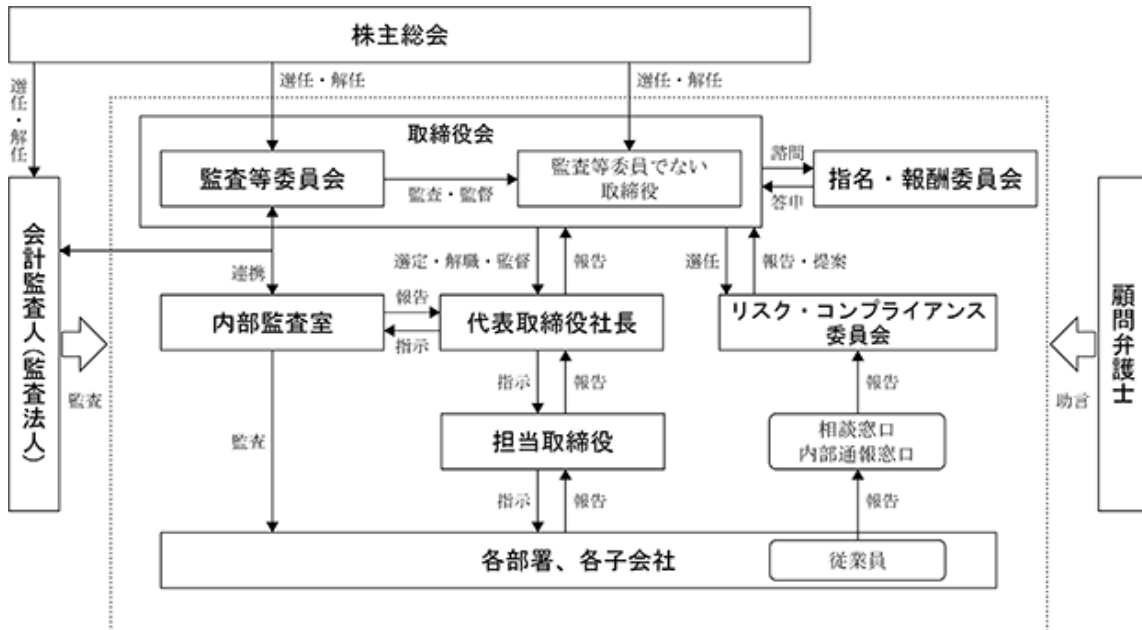 株主総会
選任・解任
選任・解任
選任・解任
取締役会
監査等委員会
監査・監督
監査等委員でない
取締役
諮問
答申
指名・報酬委員会
会計監査人(監査法人)
監査
連携
選定・解職・監督
報告
選任
報告・提案
内部監査室
報告
指示
代表取締役社長
リスク・コンプライアンス
委員会
顧問弁護士
助言
指示
報告
報告
監査
担当取締役
相談窓口
内部通報窓口
指示
報告
報告
各部署、各子会社
従業員